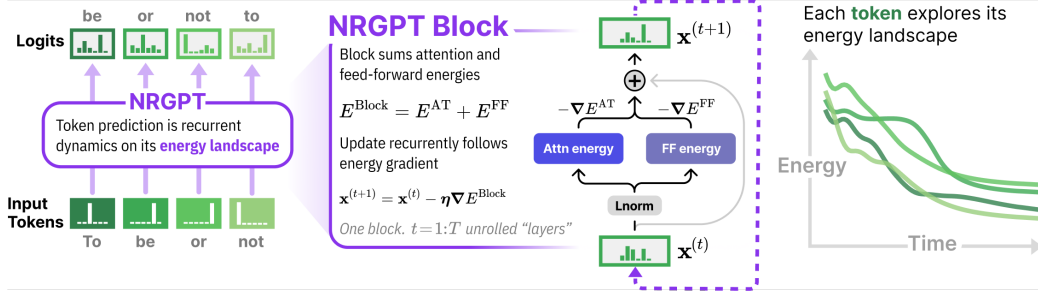 be or not to
Logits
NRGPT
Token prediction is recurrent
dynamics on its energy landscape
Input
Tokens
To be or not
NRGPT Block
Block sums attention and
feed-forward energies
E^Block = E^AT + E^FF
Update recurrently follows
energy gradient
x^(t+1) = x^(t) − η∇E^Block
One block. t=1:T unrolled “layers”
x^(t+1)
+
−∇E^AT −∇E^FF
Attn energy FF energy
Lnorm
x^(t)
Each token explores its
energy landscape
Energy
Time